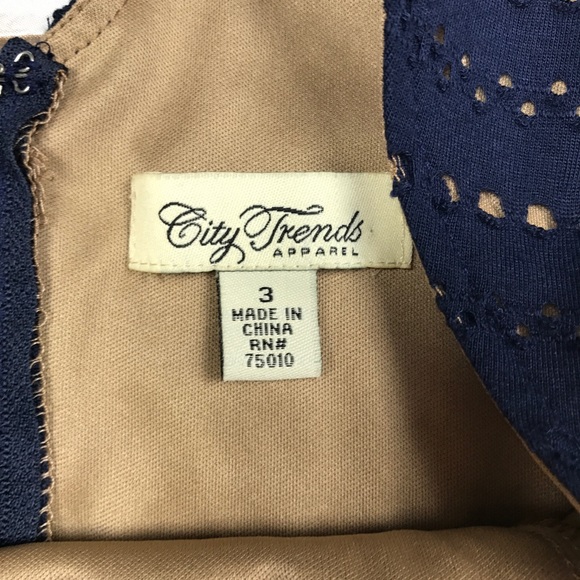 City Trends
APPAREL
3
MADE IN
CHINA
RN#
75010